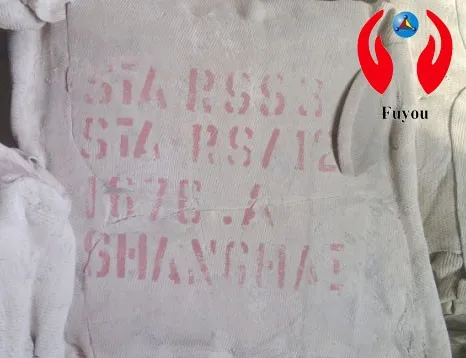 STA RSS3
STA RS/12
1676.A
SHANGHAI
Fuyou